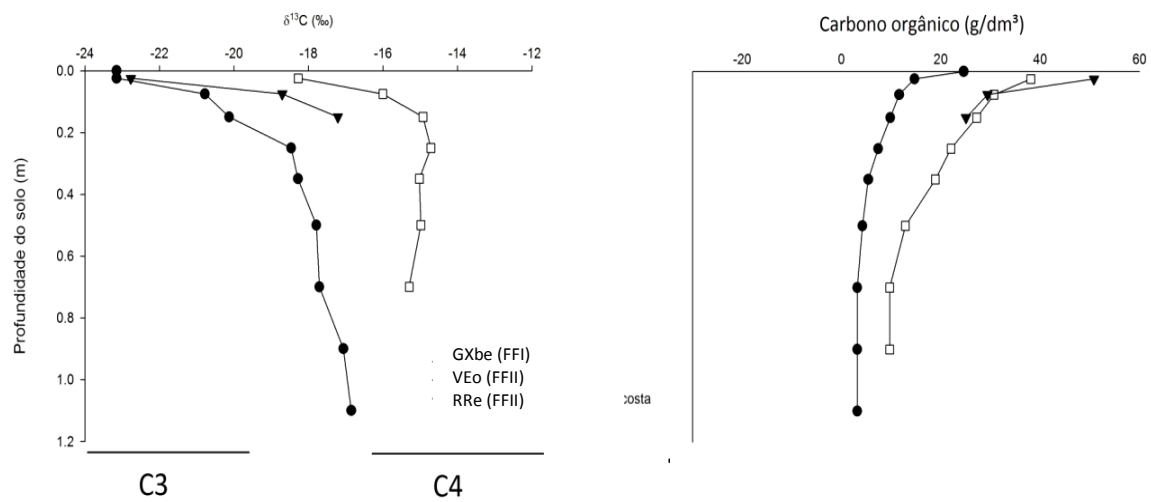 δ¹³C (‰)
-24 -22 -20 -18 -16 -14 -12
Profundidade do solo (m)
0.0
0.2
0.4
0.6
0.8
1.0
1.2
GXbe (FFI)
VEo (FFII)
RRe (FFII)
C3 C4
Carbono orgânico (g/dm³)
-20 0 20 40 60
costa